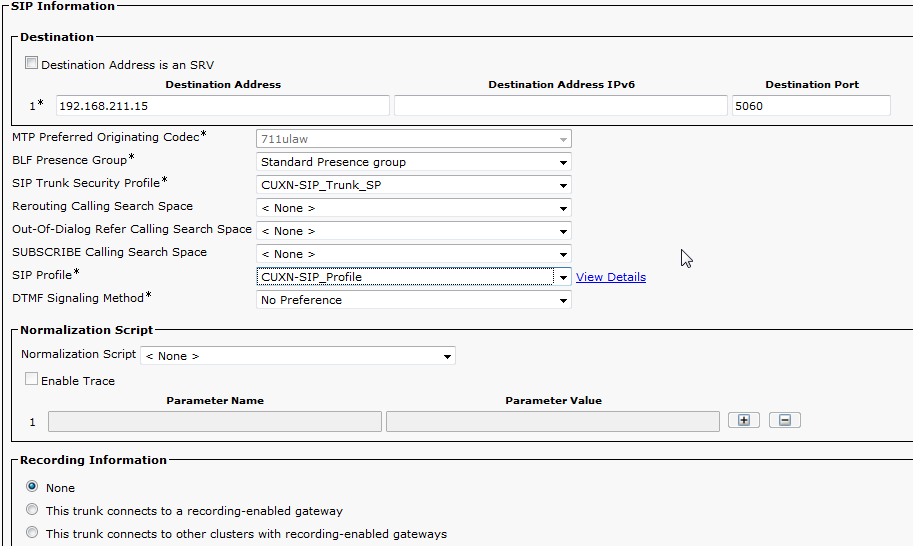 SIP Information
Destination
Destination Address is an SRV
Destination Address Destination Address IPv6 Destination Port
1* 192.168.211.15 5060
MTP Preferred Originating Codec* 711ulaw
BLF Presence Group* Standard Presence group
SIP Trunk Security Profile* CUXN-SIP_Trunk_SP
Rerouting Calling Search Space < None >
Out-Of-Dialog Refer Calling Search Space < None >
SUBSCRIBE Calling Search Space < None >
SIP Profile* CUXN-SIP_Profile View Details
DTMF Signaling Method* No Preference
Normalization Script
Normalization Script < None >
Enable Trace
Parameter Name Parameter Value
1
Recording Information
None
This trunk connects to a recording-enabled gateway
This trunk connects to other clusters with recording-enabled gateways